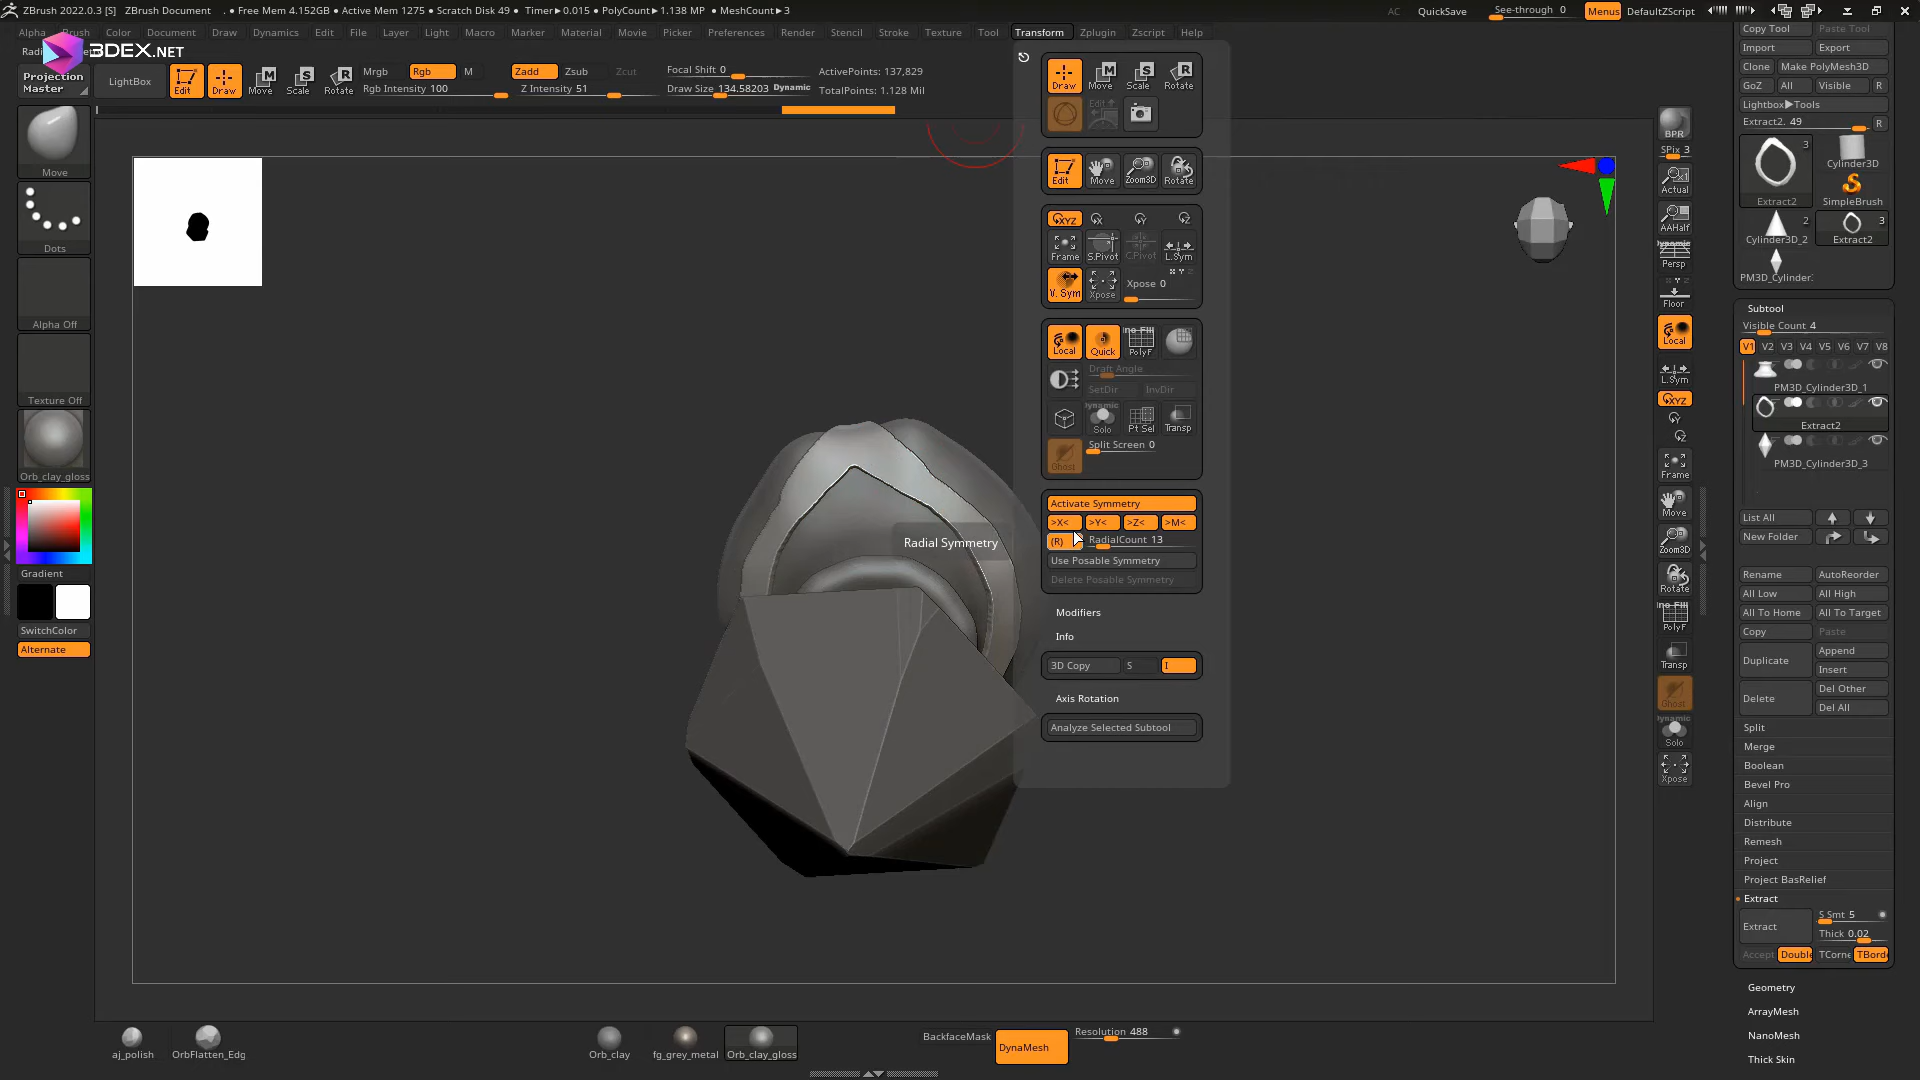 ZBrush 2022.0.3 [S] ZBrush Document . • Free Mem 4.152GB • Active Mem 1275 • Scratch Disk 49 • Timer▶0.015 • PolyCount▶1.138 MP • MeshCount▶3
AC QuickSave See-through 0 Menus DefaultZScript
Alpha Brush Color Document Draw Dynamics Edit File Layer Light Macro Marker Material Movie Picker Preferences Render Stencil Stroke Texture Tool Transform Zplugin Zscript Help
3DEX.NET
Projection
Master
LightBox
Edit Draw Move Scale Rotate
Mrgb Rgb M
Rgb Intensity 100
Zadd Zsub Zcut
Z Intensity 51
Focal Shift 0
Draw Size 134.58203 Dynamic
ActivePoints: 137,829
TotalPoints: 1.128 Mil
Move
Dots
Alpha Off
Texture Off
Orb_clay_gloss
Gradient
SwitchColor
Alternate
Draw Move Scale Rotate
Edit
Edit Move Zoom3D Rotate
XYZ
Frame S.Pivot C.Pivot L.Sym
V. Sym Xpose Xpose 0
Local Quick PolyF
Draft Angle
SetDir InvDir
Dynamic
Solo Pt Sel Transp
Ghost Split Screen 0
Activate Symmetry
>X< >Y< >Z< >M<
(R) RadialCount 13
Use Posable Symmetry
Delete Posable Symmetry
Modifiers
Info
3D Copy S I
Axis Rotation
Analyze Selected Subtool
Radial Symmetry
BPR
SPix 3
Actual
AAHalf
Dynamic
Persp
Floor
Local
L.Sym
XYZ
Frame
Move
Zoom3D
Rotate
PolyF
Transp
Ghost
Dynamic
Solo
Xpose
Copy Tool Paste Tool
Import Export
Clone Make PolyMesh3D
GoZ All Visible R
Lightbox▶Tools
Extract2. 49 R
3
Cylinder3D
Extract2 SimpleBrush
2 3
Cylinder3D_2 Extract2
PM3D_Cylinder:
Subtool
Visible Count 4
V1 V2 V3 V4 V5 V6 V7 V8
PM3D_Cylinder3D_1
Extract2
PM3D_Cylinder3D_3
List All
New Folder
Rename AutoReorder
All Low All High
All To Home All To Target
Copy Paste
Duplicate Append
Insert
Delete Del Other
Del All
Split
Merge
Boolean
Bevel Pro
Align
Distribute
Remesh
Project
Project BasRelief
Extract
Extract S Smt 5
Thick 0.02
Accept Double TCorne TBorde
Geometry
ArrayMesh
NanoMesh
Thick Skin
aj_polish OrbFlatten_Edg Orb_clay fg_grey_metal Orb_clay_gloss
BackfaceMask DynaMesh Resolution 488